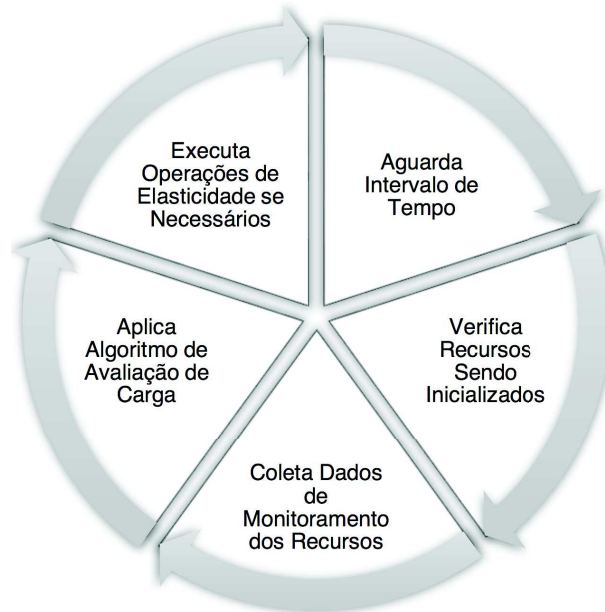 Executa
Operações de
Elasticidade se
Necessários
Aguarda
Intervalo de
Tempo
Verifica
Recursos
Sendo
Inicializados
Coleta Dados
de
Monitoramento
dos Recursos
Aplica
Algoritmo de
Avaliação de
Carga